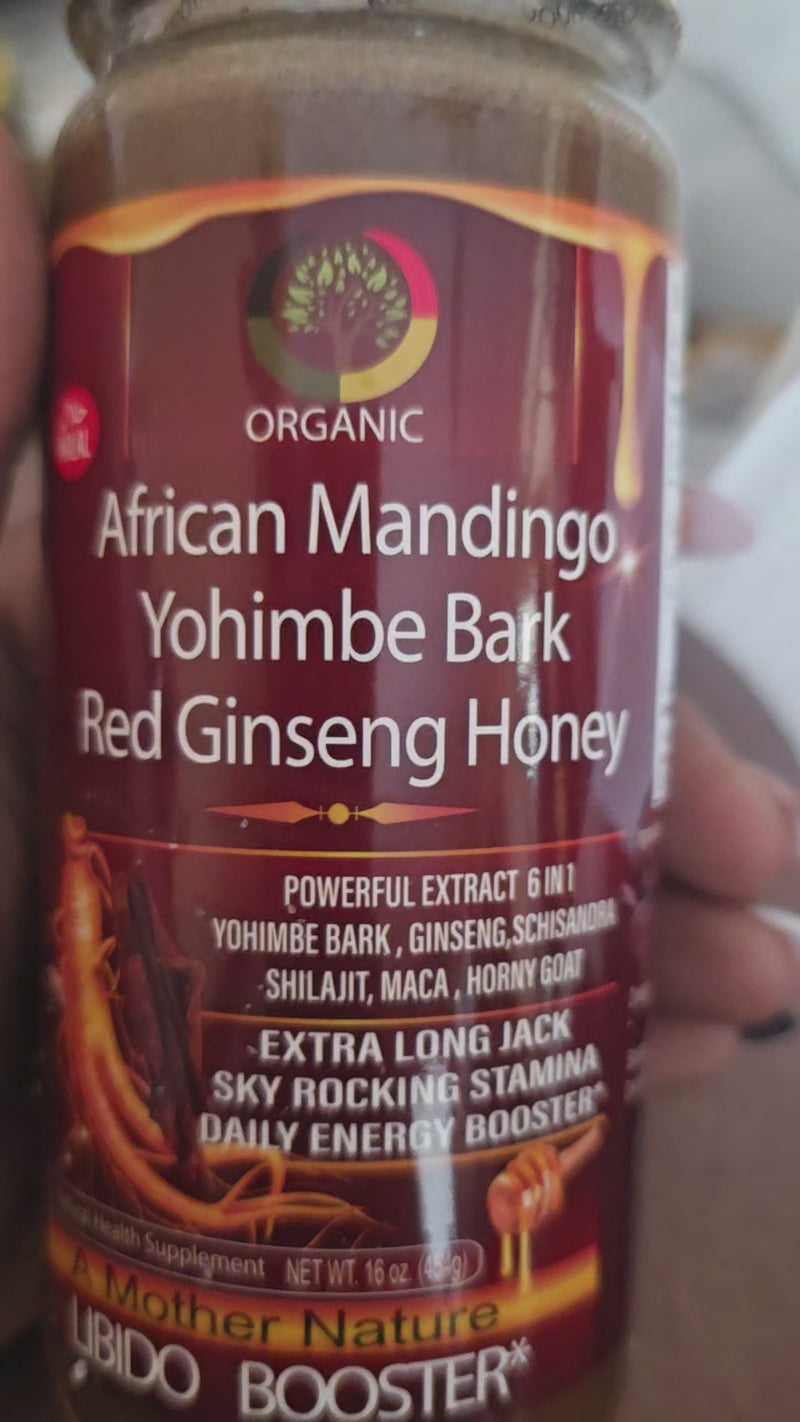 ORGANIC
African Mandingo
Yohimbe Bark
Red Ginseng Honey
POWERFUL EXTRACT 6 IN 1
YOHIMBE BARK, GINSENG, SCHISANDRA
SHILAJIT, MACA, HORNY GOAT
EXTRA LONG JACK
SKY ROCKING STAMINA
DAILY ENERGY BOOSTER*
Health Supplement NET WT. 16 oz.
A Mother Nature
LIBIDO BOOSTER*